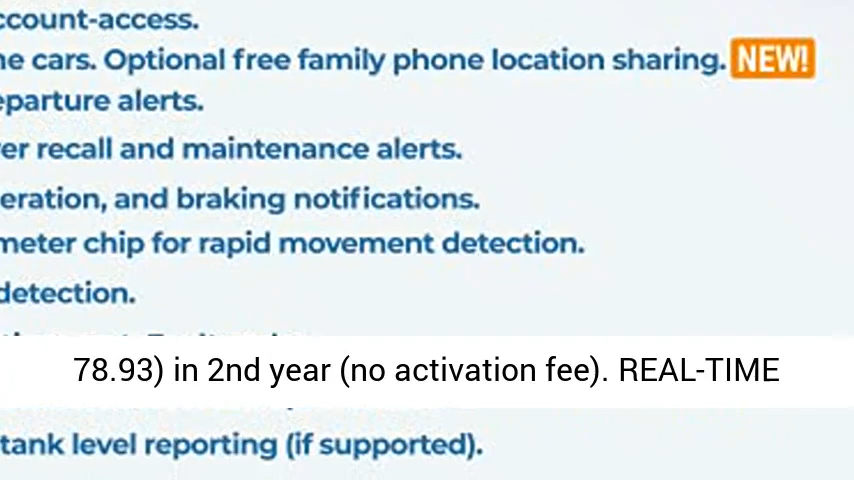 ccount-access.
ne cars. Optional free family phone location sharing. NEW!
eparture alerts.
er recall and maintenance alerts.
eration, and braking notifications.
meter chip for rapid movement detection.
detection.
78.93) in 2nd year (no activation fee). REAL-TIME
tank level reporting (if supported).